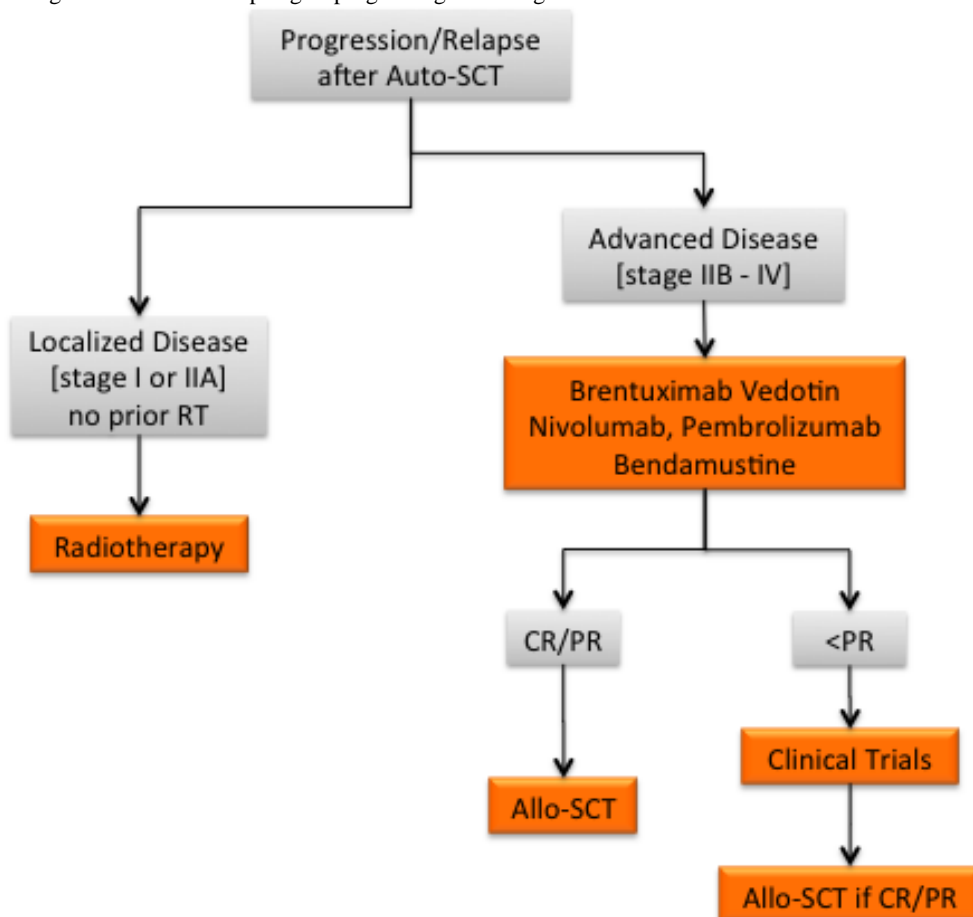 Progression/Relapse
after Auto-SCT
Advanced Disease
[stage IIB - IV]
Localized Disease
[stage I or IIA]
no prior RT
Brentuximab Vedotin
Nivolumab, Pembrolizumab
Bendamustine
Radiotherapy
CR/PR
<PR
Clinical Trials
Allo-SCT
Allo-SCT if CR/PR